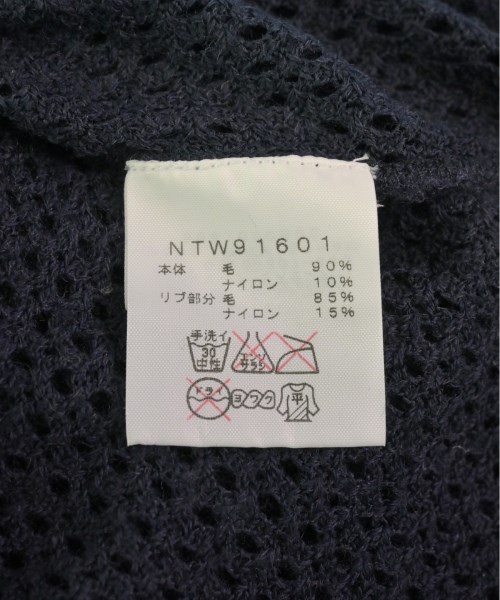 NTW91601
本体 毛 90%
ナイロン 10%
リブ部分 毛 85%
ナイロン 15%
手洗イ
30
中性
エンソ
サラシ
ドライ
ヨワク
平